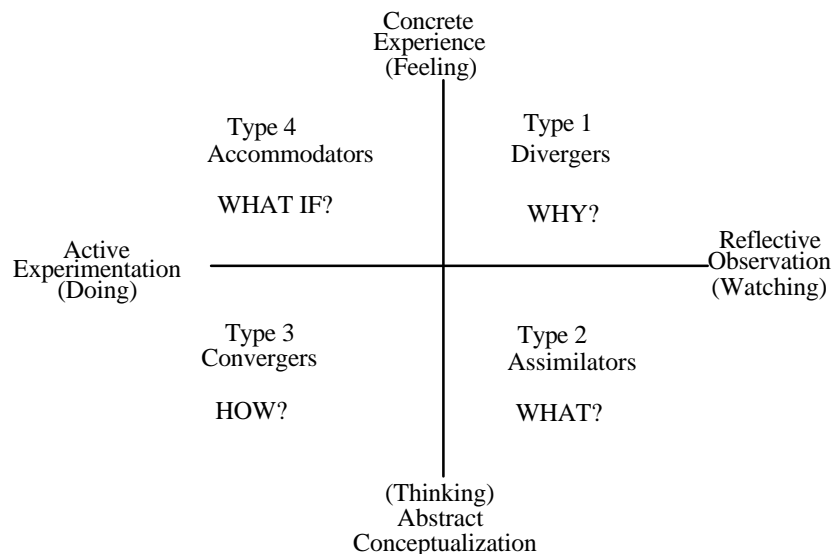 Concrete
Experience
(Feeling)
Type 4
Accommodators
WHAT IF?
Type 1
Divergers
WHY?
Active
Experimentation
(Doing)
Reflective
Observation
(Watching)
Type 3
Convergers
HOW?
Type 2
Assimilators
WHAT?
(Thinking)
Abstract
Conceptualization